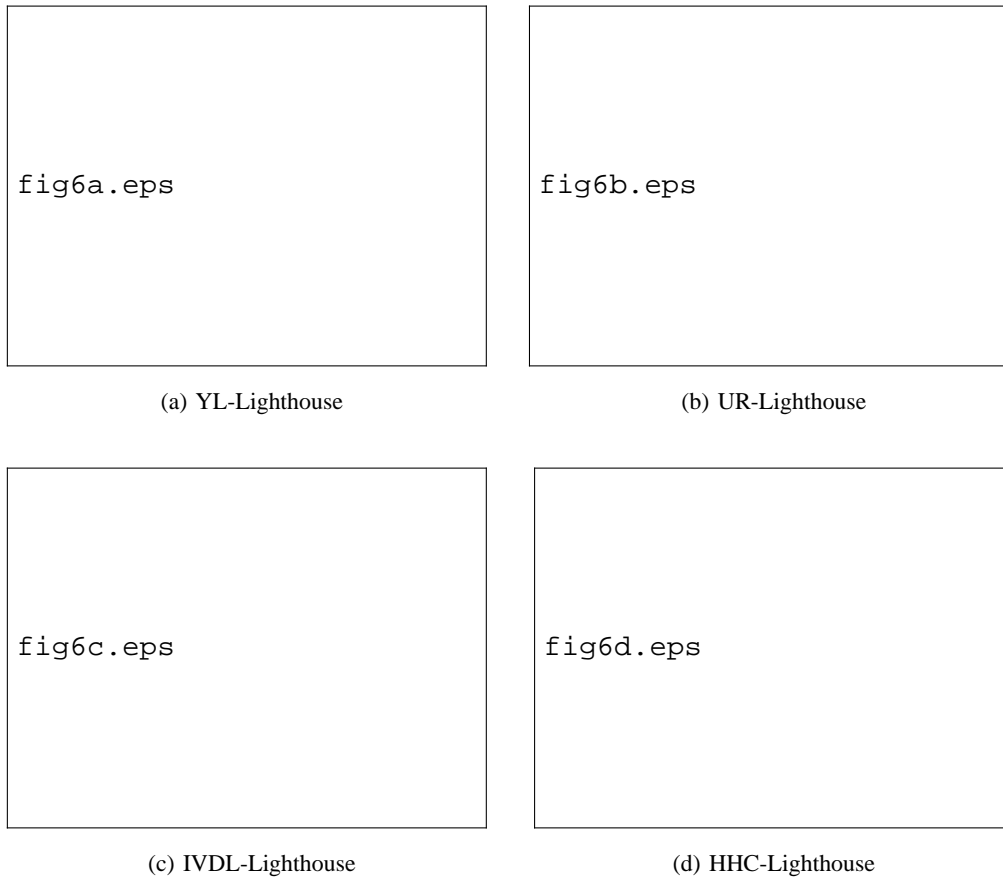 fig6a.eps
fig6b.eps
(a) YL-Lighthouse
(b) UR-Lighthouse
fig6c.eps
fig6d.eps
(c) IVDL-Lighthouse
(d) HHC-Lighthouse